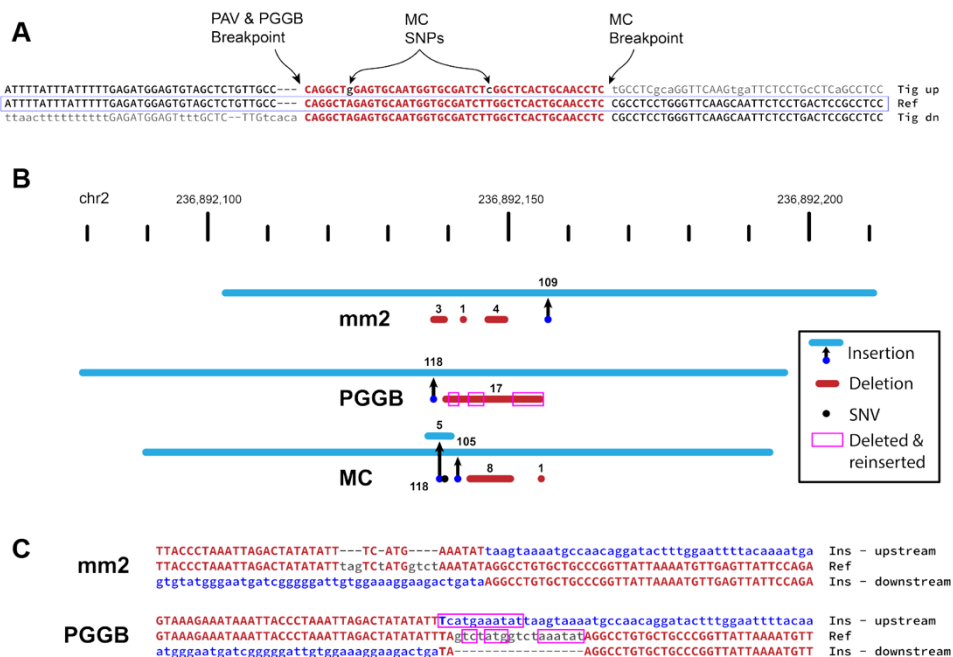 A
PAV & PGGB
Breakpoint
MC
SNPs
MC
Breakpoint
ATTTTATTTATTTTTGAGATGGAGTGTAGCTCTGTTGCC---- CAGGCTgGAGTGCAATGGTGCGATCTcGGCTCACTGCAACCTC tGCCTCgcaGGTTCAAGtgaTTCTCCTGcCTCaGCCTCC Tig up
ATTTTATTTATTTTTGAGATGGAGTGTAGCTCTGTTGCC---- CAGGCTAGAGTGCAATGGTGCGATCTTGGCTCACTGCAACCTC CGCCTCCTGGGTTCAAGCAATTCTCCTGACTCCGCCTCC Ref
ttaacttttttttttGAGATGGAGTtttGCTC--TTGtcaca CAGGCTAGAGTGCAATGGTGCGATCTTGGCTCACTGCAACCTC CGCCTCCTGGGTTCAAGCAATTCTCCTGACTCCGCCTCC Tig dn
B
chr2
236,892,100
236,892,150
236,892,200
109
3 1 4
mm2
118
17
PGGB
5
105
8 1
MC
118
Insertion
Deletion
SNV
Deleted &
reinserted
C
mm2
TTACCCTAAATTAGACTATATATT---TC-ATG----AAATATtaagtaaaatgccaacaggatactttggaattttacaaaatga Ins - upstream
TTACCCTAAATTAGACTATATATTtagTCtATGgtctAAATATAGGCCTGTGCTGCCCGGTTATTAAAATGTTGAGTTATTCCAGA Ref
gtgtatgggaatgatcgggggattgtggaaaggaagactgataAGGCCTGTGCTGCCCGGTTATTAAAATGTTGAGTTATTCCAGA Ins - downstream
PGGB
GTAAAGAAATAAATTACCCTAAATTAGACTATATATTTcatgaaatattaagtaaaatgccaacaggatactttggaattttacaa Ins - upstream
GTAAAGAAATAAATTACCCTAAATTAGACTATATATTTAgtctatggtctaaatatAGGCCTGTGCTGCCCGGTTATTAAAATGTT Ref
atgggaatgatcgggggattgtggaaaggaagactgaTA-----------------AGGCCTGTGCTGCCCGGTTATTAAAATGTT Ins - downstream